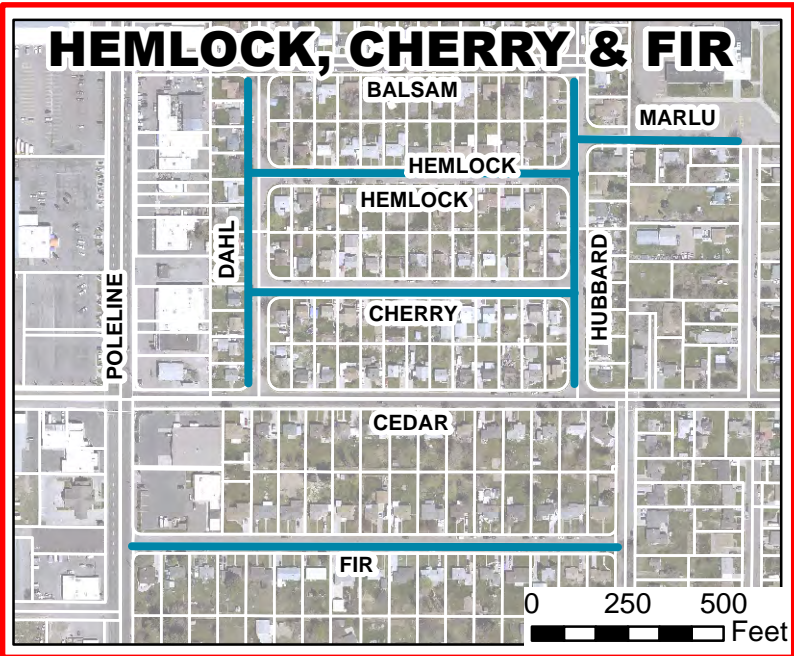 HEMLOCK, CHERRY & FIR
BALSAM
MARLU
HEMLOCK
HEMLOCK
DAHL
HUBBARD
POLELINE
CHERRY
CEDAR
FIR
0 250 500
Feet